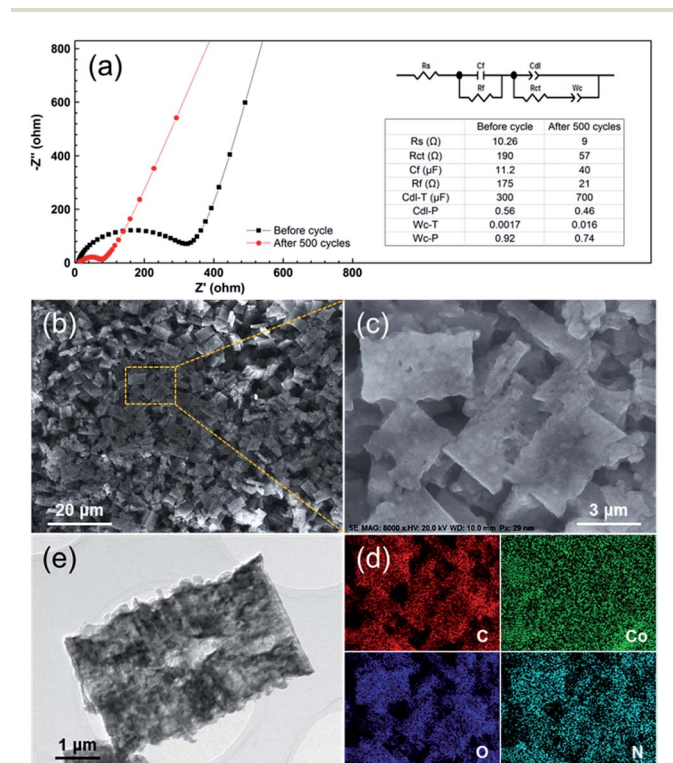 (a)
800
600
400
200
0
-Z'' (ohm)
0 200 400 600 800
Z' (ohm)
Before cycle
After 500 cycles
Rs Cf Cdl
Rf Rct Wc
Before cycle After 500 cycles
Rs (Ω) 10.26 9
Rct (Ω) 190 57
Cf (µF) 11.2 40
Rf (Ω) 175 21
Cdl-T (µF) 300 700
Cdl-P 0.56 0.46
Wc-T 0.0017 0.016
Wc-P 0.92 0.74
(b)
20 µm
(c)
3 µm
SE MAG: 8000 x HV: 20.0 kV WD: 10.0 mm Px: 29 nm
(e)
1 µm
(d)
C Co
O N